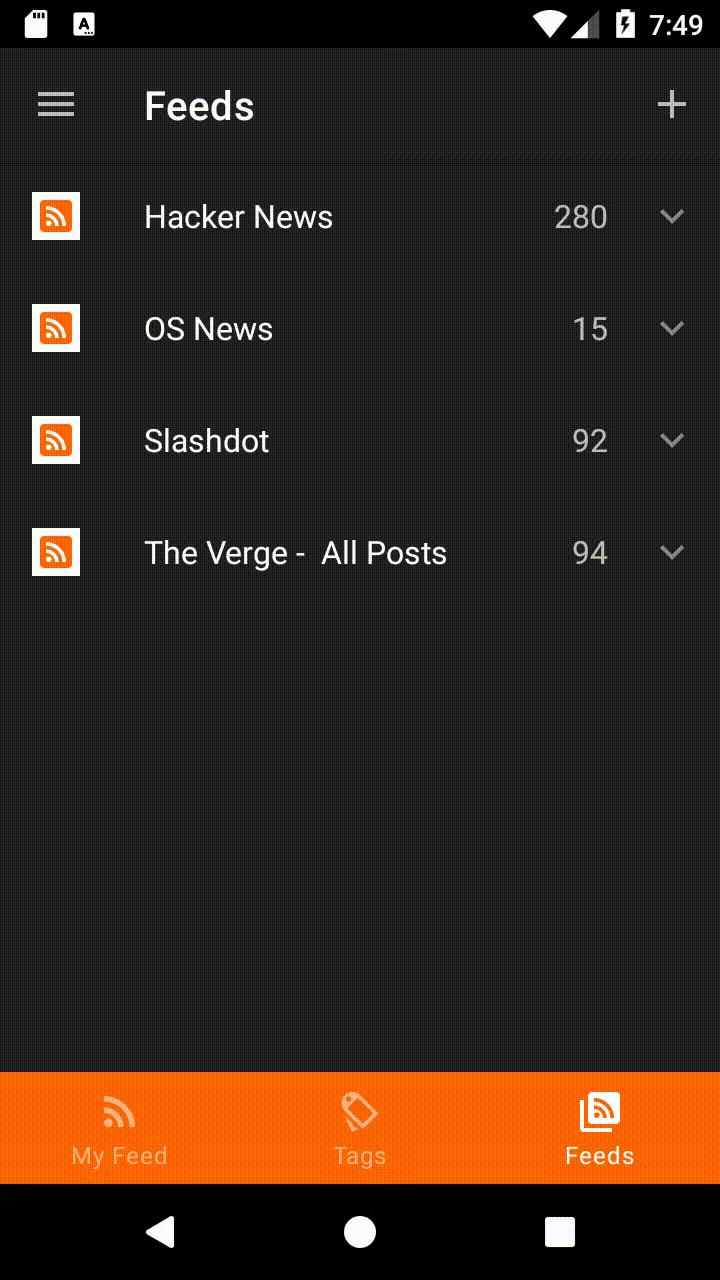 7:49
Feeds
Hacker News 280
OS News 15
Slashdot 92
The Verge - All Posts 94
My Feed Tags Feeds